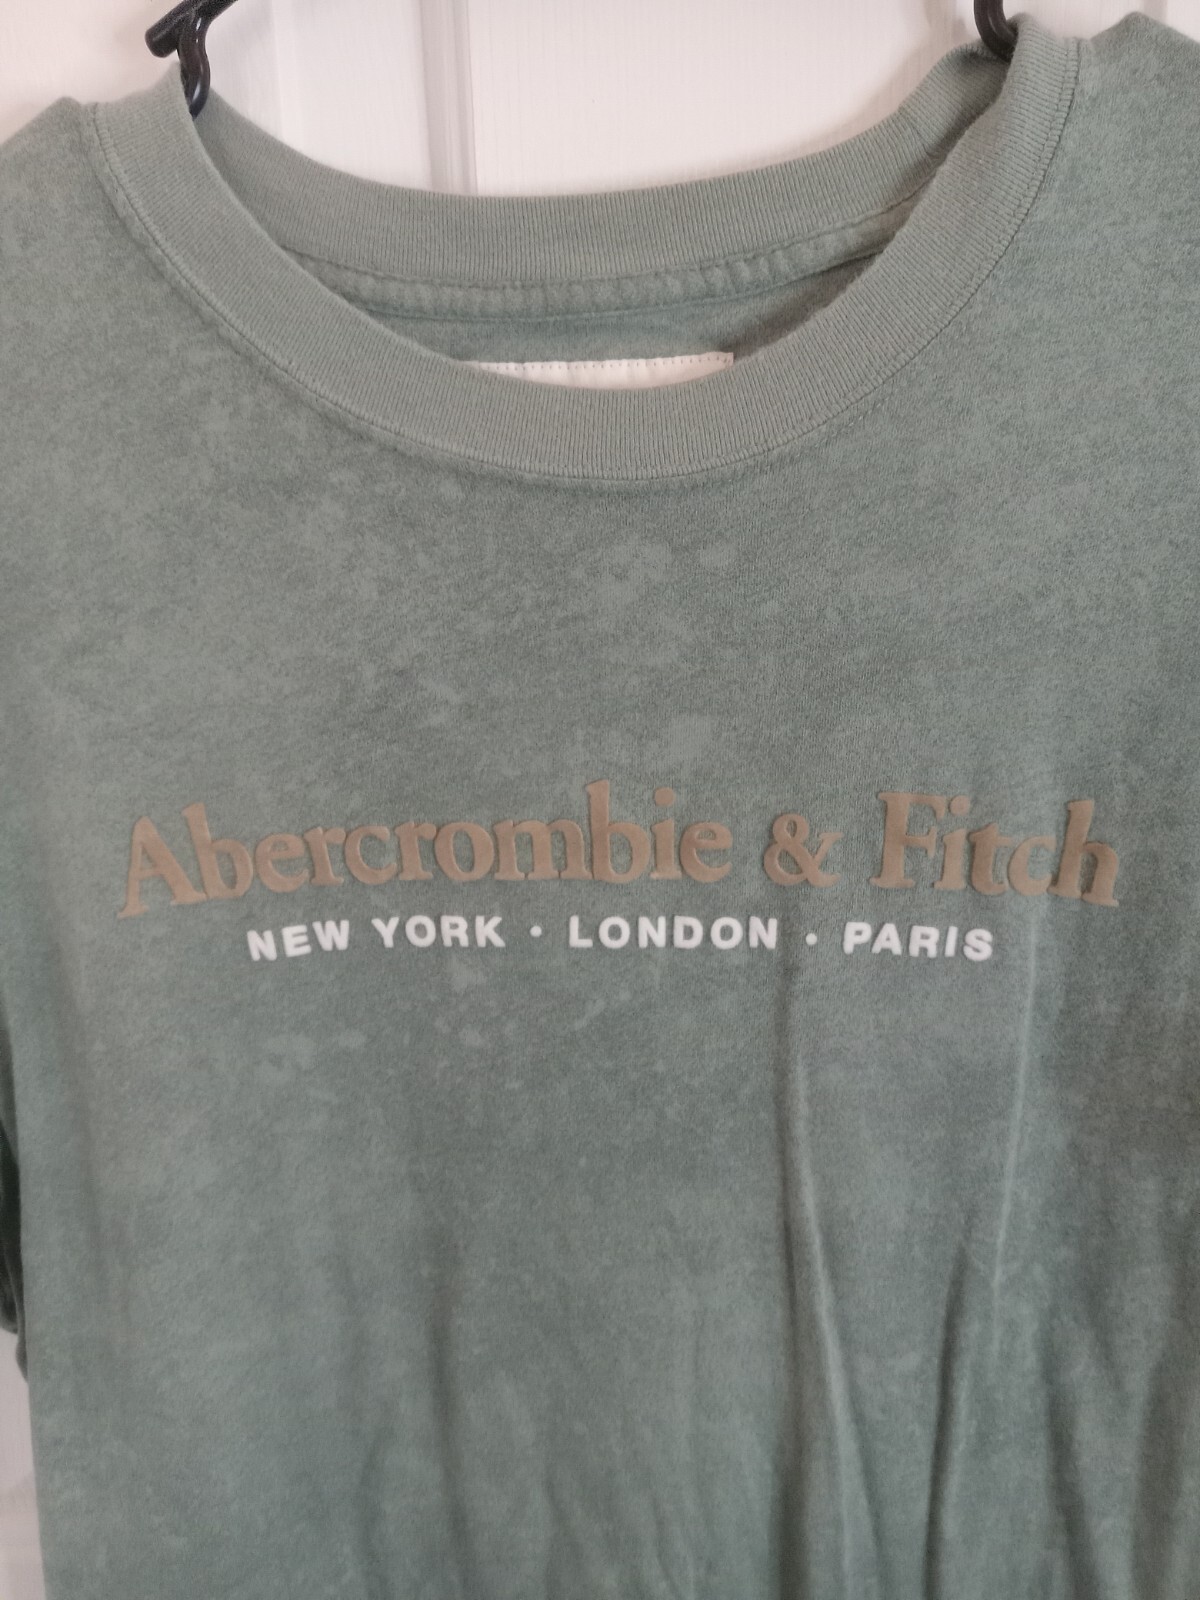 Abercrombie & Fitch
NEW YORK • LONDON • PARIS